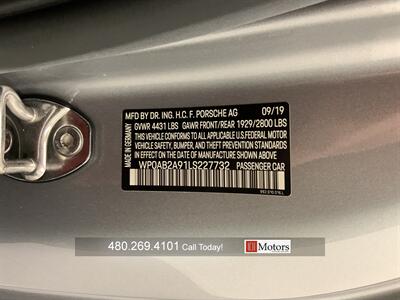 MFD BY DR. ING. H.C. F. PORSCHE AG 09/19
GVWR 4431 LBS GAWR FRONT/REAR 1929/2800 LBS
THIS VEHICLE CONFORMS TO ALL APPLICABLE U.S. FEDERAL MOTOR
VEHICLE SAFETY, BUMPER, AND THEFT PREVENTION STANDARDS
IN EFFECT ON THE DATE OF MANUFACTURE SHOWN ABOVE.
MADE IN GERMANY
WP0AB2A91LS227732 PASSENGER CAR
480.269.4101 Call Today!
Motors